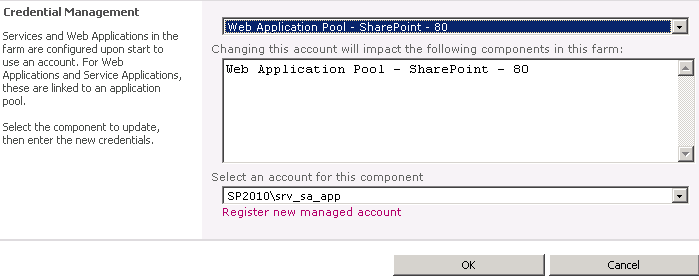 Credential Management
Services and Web Applications in the
farm are configured upon start to
use an account. For Web
Applications and Service Applications,
these are linked to an application
pool.
Select the component to update,
then enter the new credentials.
Web Application Pool - SharePoint - 80
Changing this account will impact the following components in this farm:
Web Application Pool - SharePoint - 80
Select an account for this component
SP2010\srv_sa_app
Register new managed account
OK
Cancel